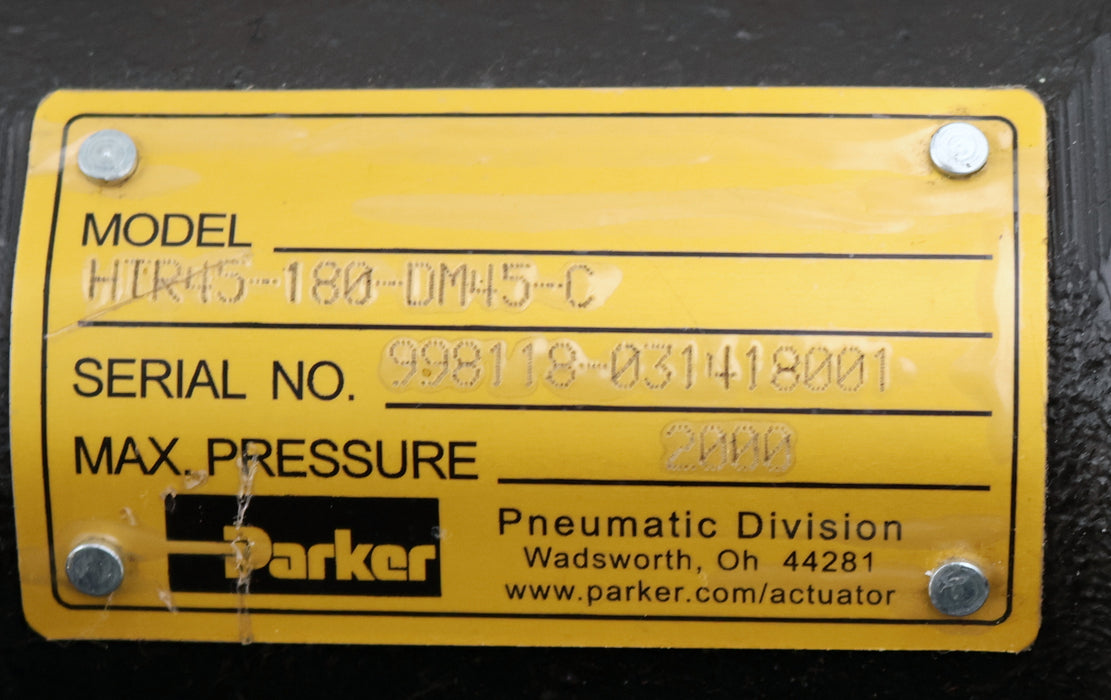 MODEL
HTR45-180-DM45-C
SERIAL NO. 998118-031418001
MAX. PRESSURE 2000
Parker
Pneumatic Division
Wadsworth, Oh 44281
www.parker.com/actuator